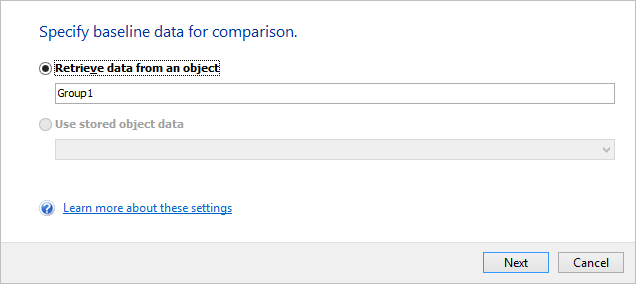 Specify baseline data for comparison.
Retrieve data from an object
Group1
Use stored object data
Learn more about these settings
Next Cancel